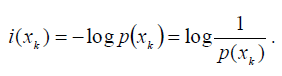 i(x_k) = -log p(x_k) = log 1/p(x_k) .